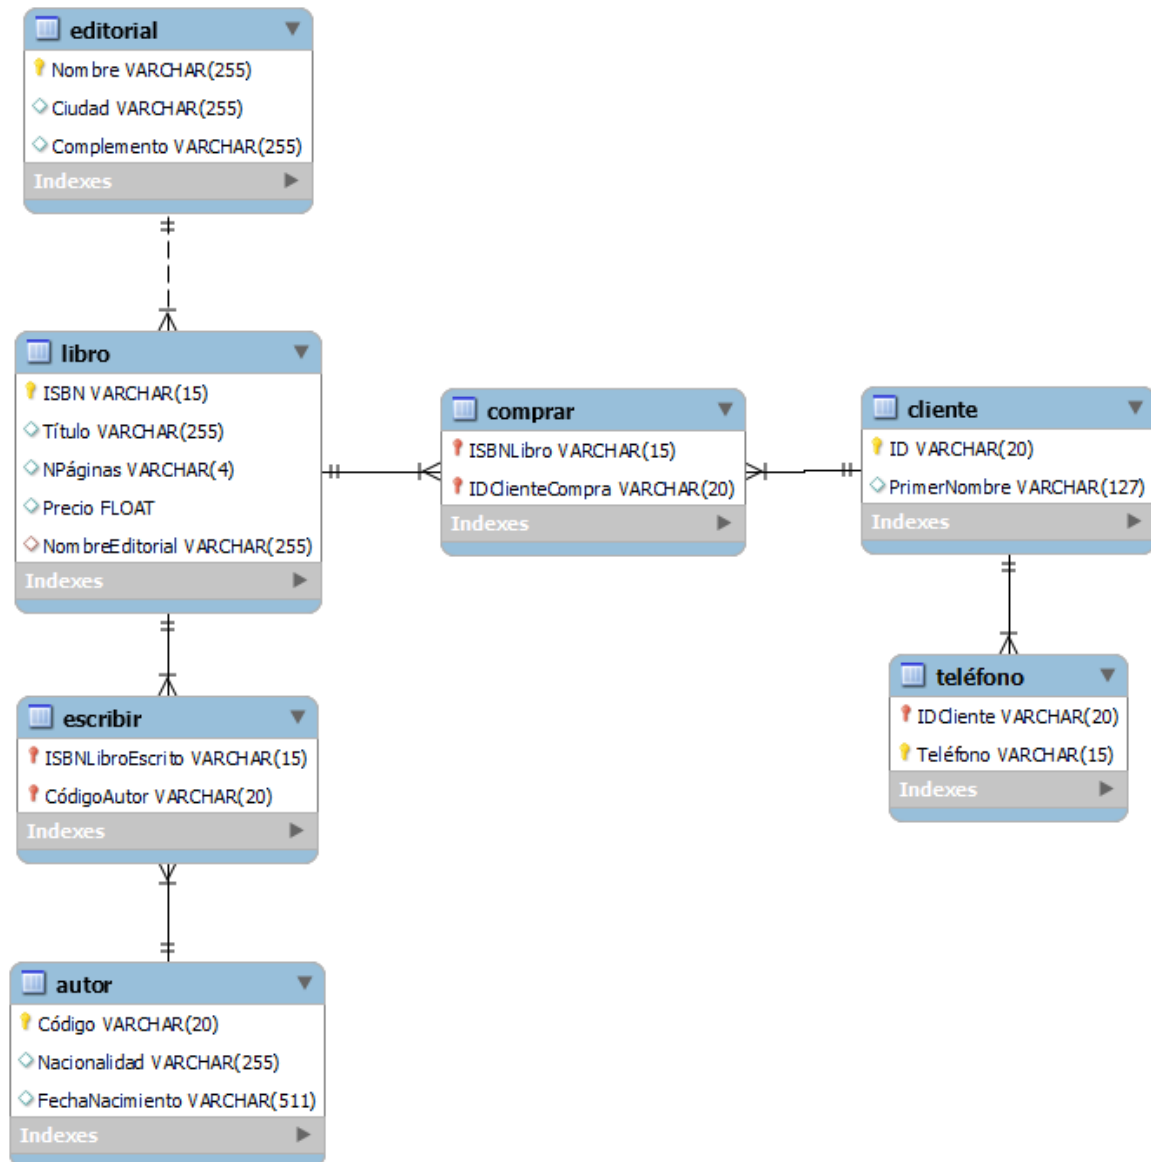 editorial
Nombre VARCHAR(255)
Ciudad VARCHAR(255)
Complemento VARCHAR(255)
Indexes
libro
ISBN VARCHAR(15)
Título VARCHAR(255)
NPáginas VARCHAR(4)
Precio FLOAT
NombreEditorial VARCHAR(255)
Indexes
comprar
ISBNLibro VARCHAR(15)
IDClienteCompra VARCHAR(20)
Indexes
cliente
ID VARCHAR(20)
PrimerNombre VARCHAR(127)
Indexes
teléfono
IDCliente VARCHAR(20)
Teléfono VARCHAR(15)
Indexes
escribir
ISBNLibroEscrito VARCHAR(15)
CódigoAutor VARCHAR(20)
Indexes
autor
Código VARCHAR(20)
Nacionalidad VARCHAR(255)
FechaNacimiento VARCHAR(511)
Indexes